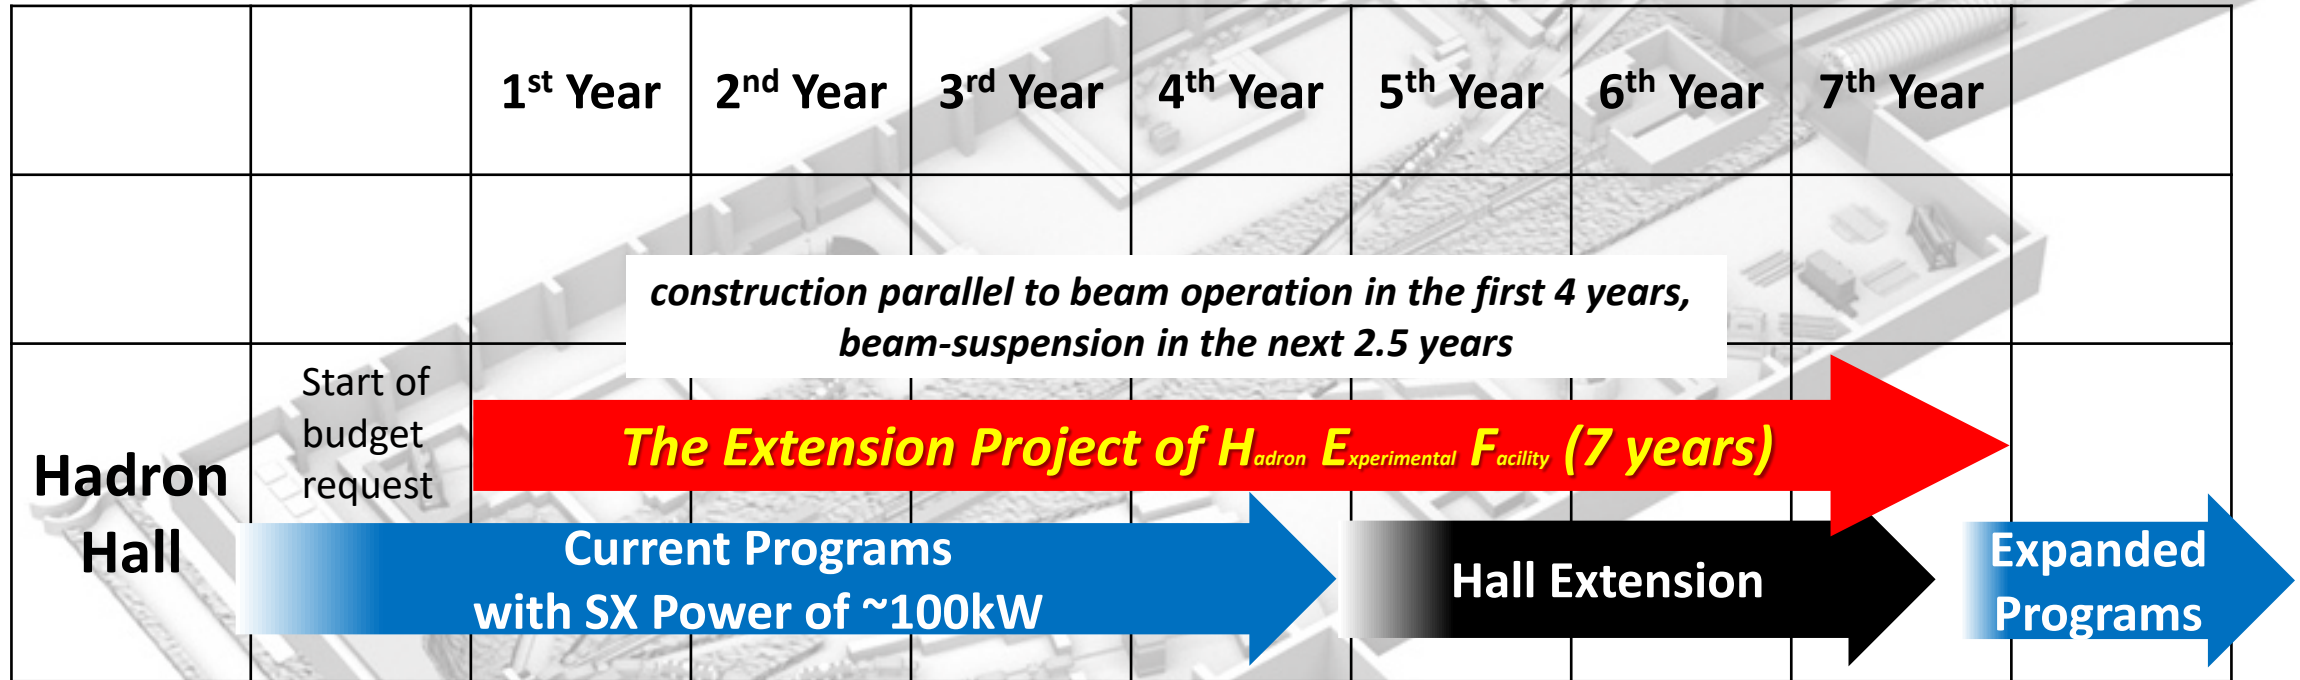 1st Year 2nd Year 3rd Year 4th Year 5th Year 6th Year 7th Year
construction parallel to beam operation in the first 4 years,
beam-suspension in the next 2.5 years
Start of
budget
request
The Extension Project of Hadron Experimental Facility (7 years)
Hadron
Hall
Current Programs
with SX Power of ~100kW
Hall Extension
Expanded
Programs